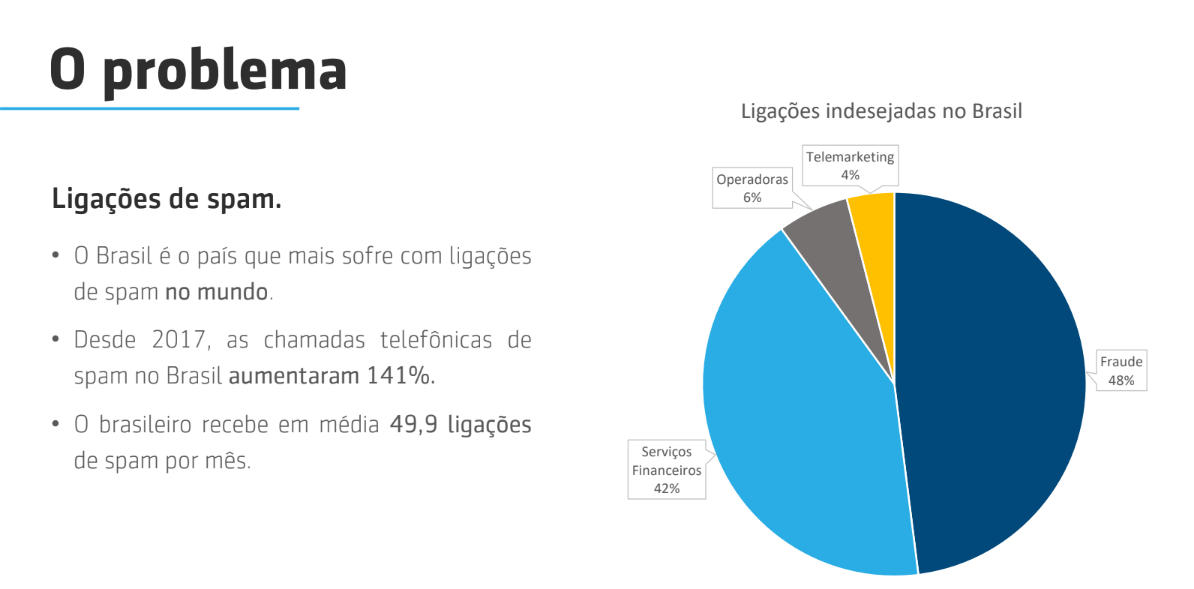 O problema
Ligações de spam.
• O Brasil é o país que mais sofre com ligações
de spam no mundo.
• Desde 2017, as chamadas telefônicas de
spam no Brasil aumentaram 141%.
• O brasileiro recebe em média 49,9 ligações
de spam por mês.
Ligações indesejadas no Brasil
Telemarketing
4%
Operadoras
6%
Fraude
48%
Serviços
Financeiros
42%